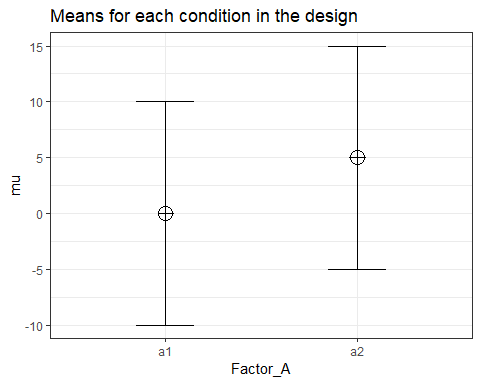 Means for each condition in the design
15
10
5
0
-5
-10
mu
a1
a2
Factor_A